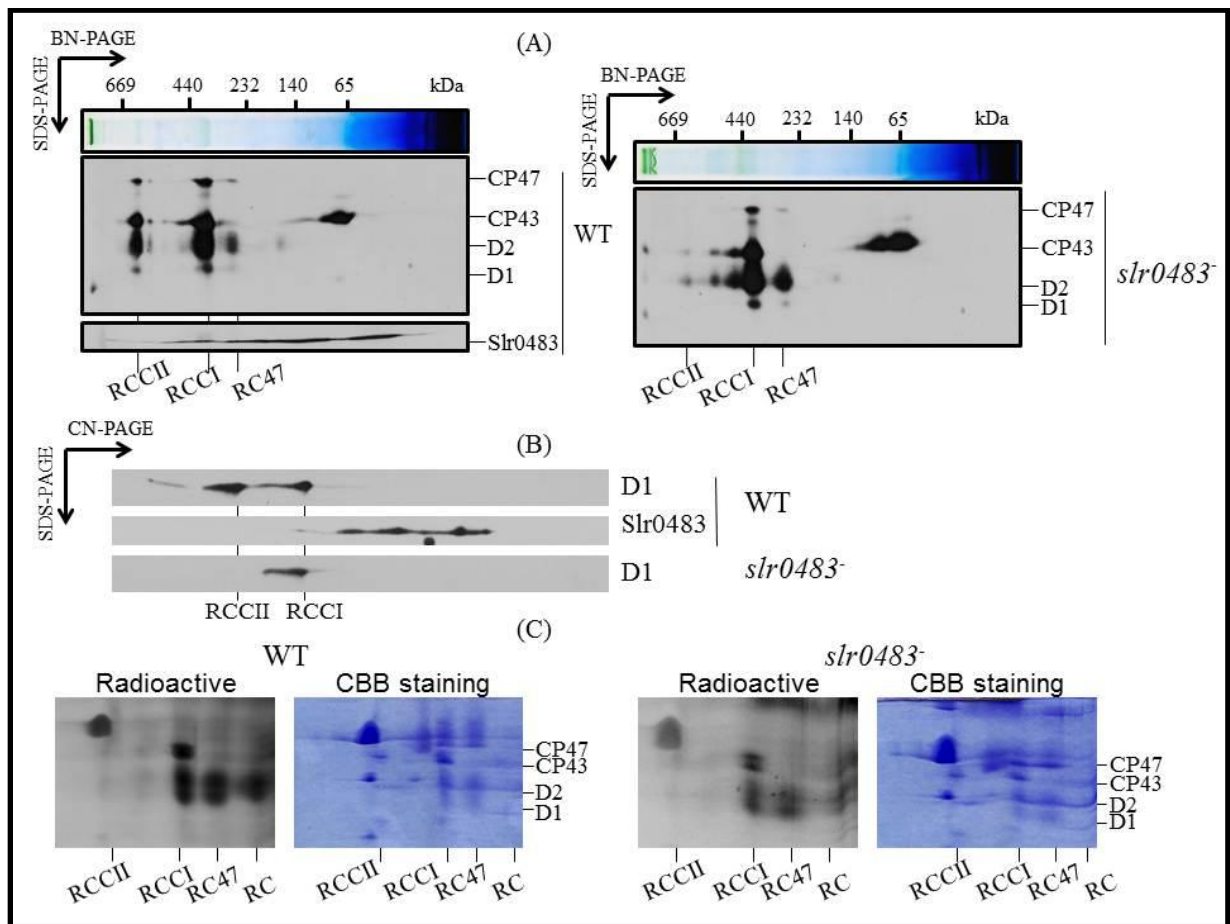 (A)
BN-PAGE
SDS-PAGE
669 440 232 140 65 kDa
CP47
CP43
D2
D1
Slr0483
WT
RCCII RCCI RC47
BN-PAGE
SDS-PAGE
669 440 232 140 65 kDa
CP47
CP43
D2
D1
slr0483-
RCCII RCCI RC47
(B)
CN-PAGE
SDS-PAGE
D1
Slr0483
WT
D1
slr0483-
RCCII RCCI
(C)
WT
Radioactive CBB staining
CP47
CP43
D2
D1
RCCII RCCI RC47 RC
RCCII RCCI RC47 RC
slr0483-
Radioactive CBB staining
CP47
CP43
D2
D1
RCCII RCCI RC47 RC
RCCII RCCI RC47 RC